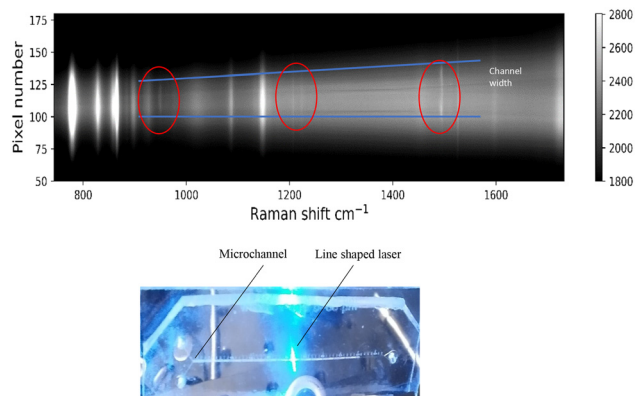 175
150
125
100
75
50
Pixel number
Channel
width
800
1000
1200
1400
1600
Raman shift cm⁻¹
2800
2600
2400
2200
2000
1800
Microchannel
Line shaped laser